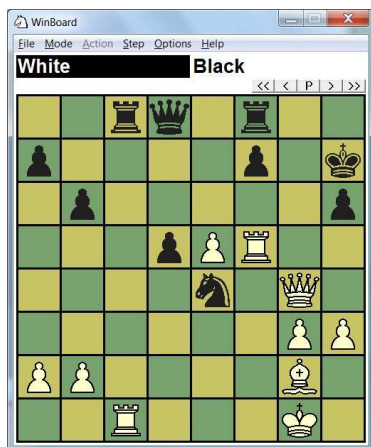 WinBoard
File Mode Action Step Options Help
White Black
<< < P > >>